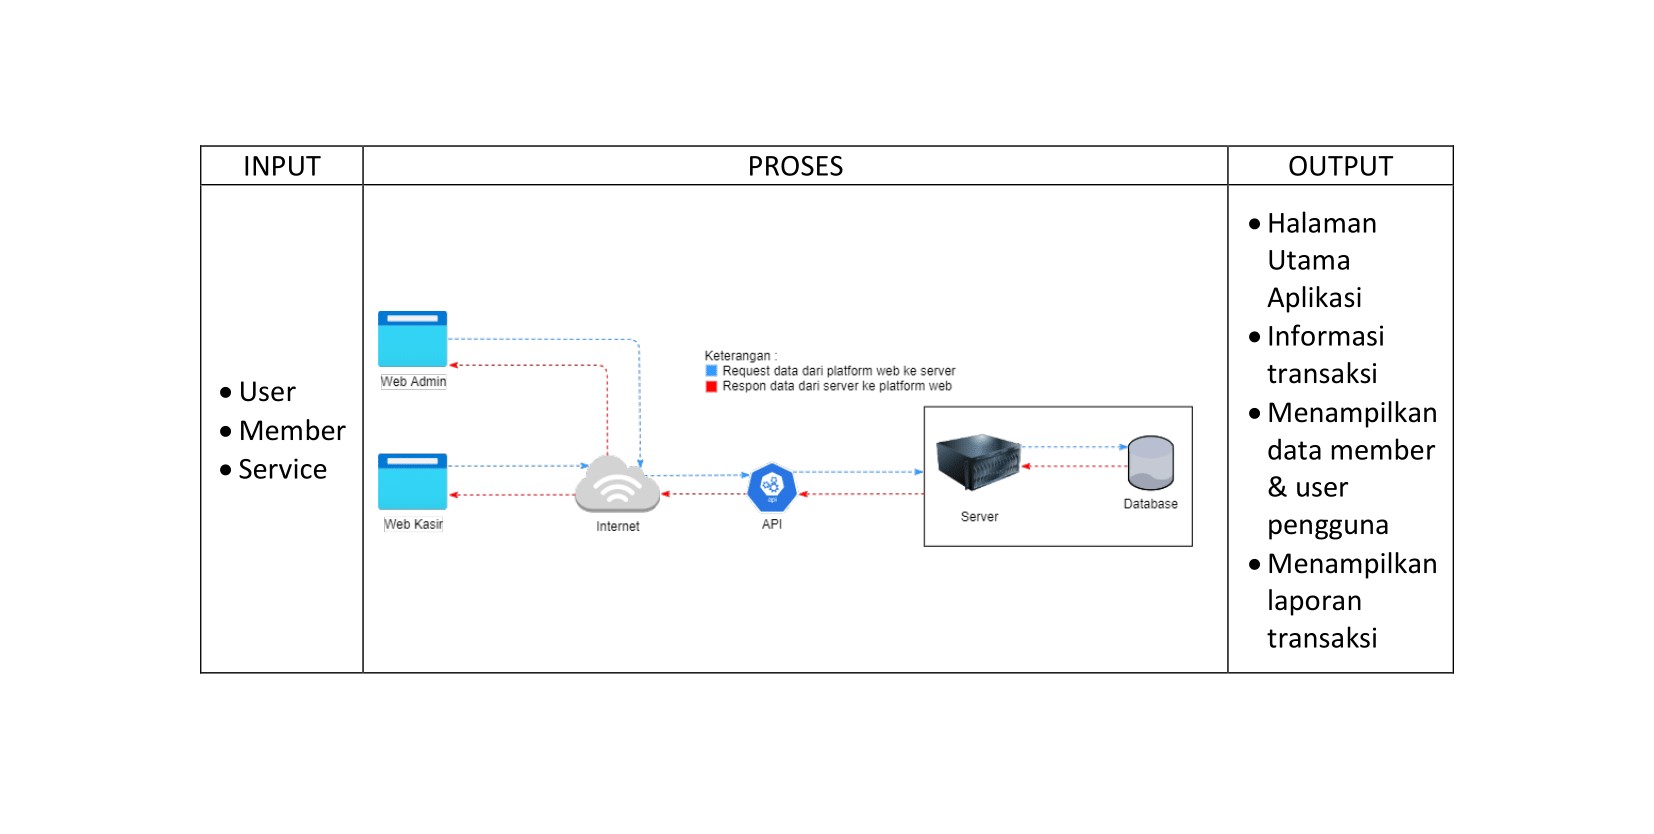 INPUT
PROSES
OUTPUT
• User
• Member
• Service
Web Admin
Web Kasir
Keterangan :
Request data dari platform web ke server
Respon data dari server ke platform web
Internet
api
API
Server
Database
• Halaman
Utama
Aplikasi
• Informasi
transaksi
• Menampilkan
data member
& user
pengguna
• Menampilkan
laporan
transaksi